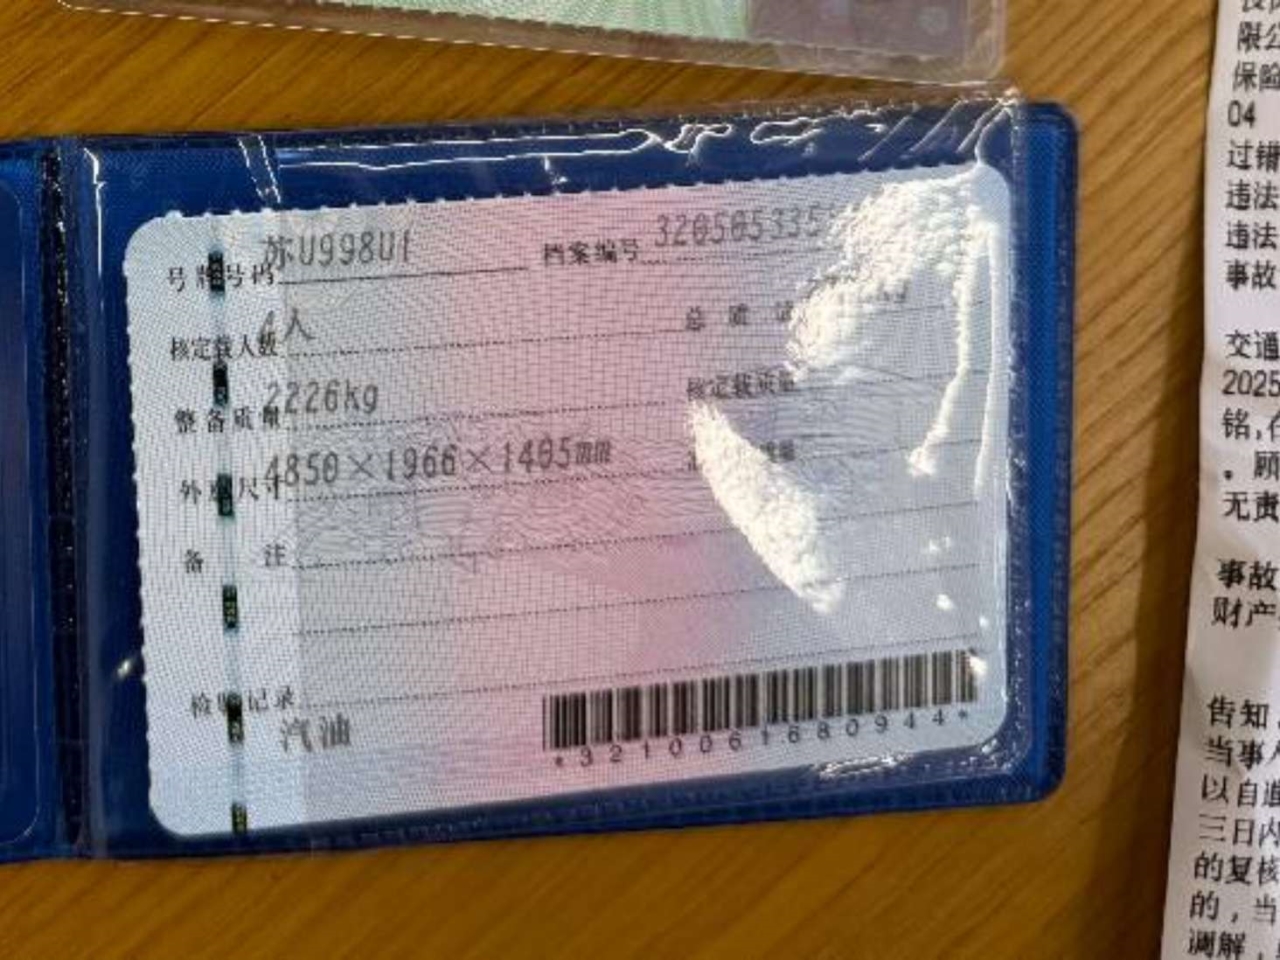 号牌号码 苏U998U1 档案编号 320505335
核定载人数 4人 总质
整备质量 2226kg 核定载质量
外 尺寸 4850×1966×1405mm 质量
备注
检验记录 汽油
*3210061680944*
限公
保险
04
过错
违法
违法
事故
交通
2025
铭,
。顾
无责
事故
财产
告知
当事
以自
三日内
的复核
的，当
调解，